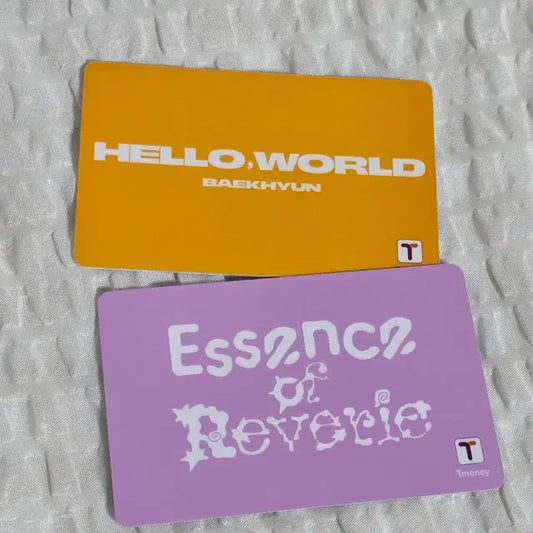 HELLO, WORLD
BAEKHYUN
T
Essence
of
Reverie
T
Tmoney